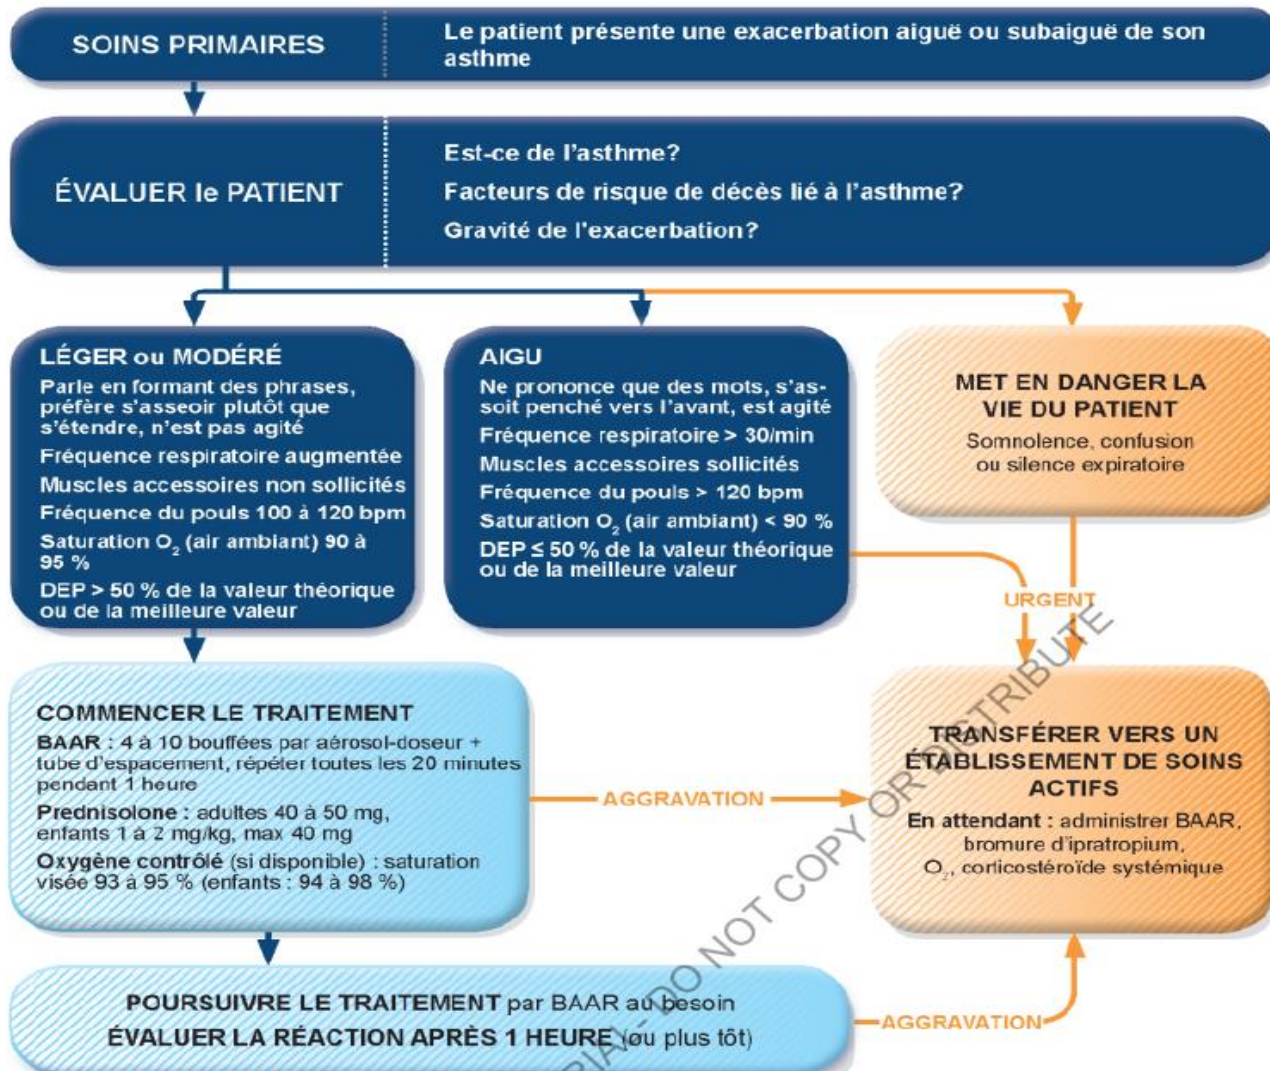 SOINS PRIMAIRES
Le patient présente une exacerbation aiguë ou subaiguë de son
asthme
ÉVALUER le PATIENT
Est-ce de l'asthme?
Facteurs de risque de décès lié à l'asthme?
Gravité de l'exacerbation?
LÉGER ou MODÉRÉ
Parle en formant des phrases,
préfère s'asseoir plutôt que
s'étendre, n'est pas agité
Fréquence respiratoire augmentée
Muscles accessoires non sollicités
Fréquence du pouls 100 à 120 bpm
Saturation O₂ (air ambiant) 90 à
95 %
DEP > 50 % de la valeur théorique
ou de la meilleure valeur
AIGU
Ne prononce que des mots, s'as-
soit penché vers l'avant, est agité
Fréquence respiratoire > 30/min
Muscles accessoires sollicités
Fréquence du pouls > 120 bpm
Saturation O₂ (air ambiant) < 90 %
DEP ≤ 50 % de la valeur théorique
ou de la meilleure valeur
MET EN DANGER LA
VIE DU PATIENT
Somnolence, confusion
ou silence expiratoire
URGENT
COMMENCER LE TRAITEMENT
BAAR : 4 à 10 bouffées par aérosol-doseur +
tube d'espacement, répéter toutes les 20 minutes
pendant 1 heure
Prednisolone : adultes 40 à 50 mg,
enfants 1 à 2 mg/kg, max 40 mg
Oxygène contrôlé (si disponible) : saturation
visée 93 à 95 % (enfants : 94 à 98 %)
AGGRAVATION
TRANSFÉRER VERS UN
ÉTABLISSEMENT DE SOINS
ACTIFS
En attendant : administrer BAAR,
bromure d'ipratropium,
O₂, corticostéroïde systémique
POURSUIVRE LE TRAITEMENT par BAAR au besoin
ÉVALUER LA RÉACTION APRÈS 1 HEURE (ou plus tôt)
AGGRAVATION
- DO NOT COPY OR DISTRIBUTE